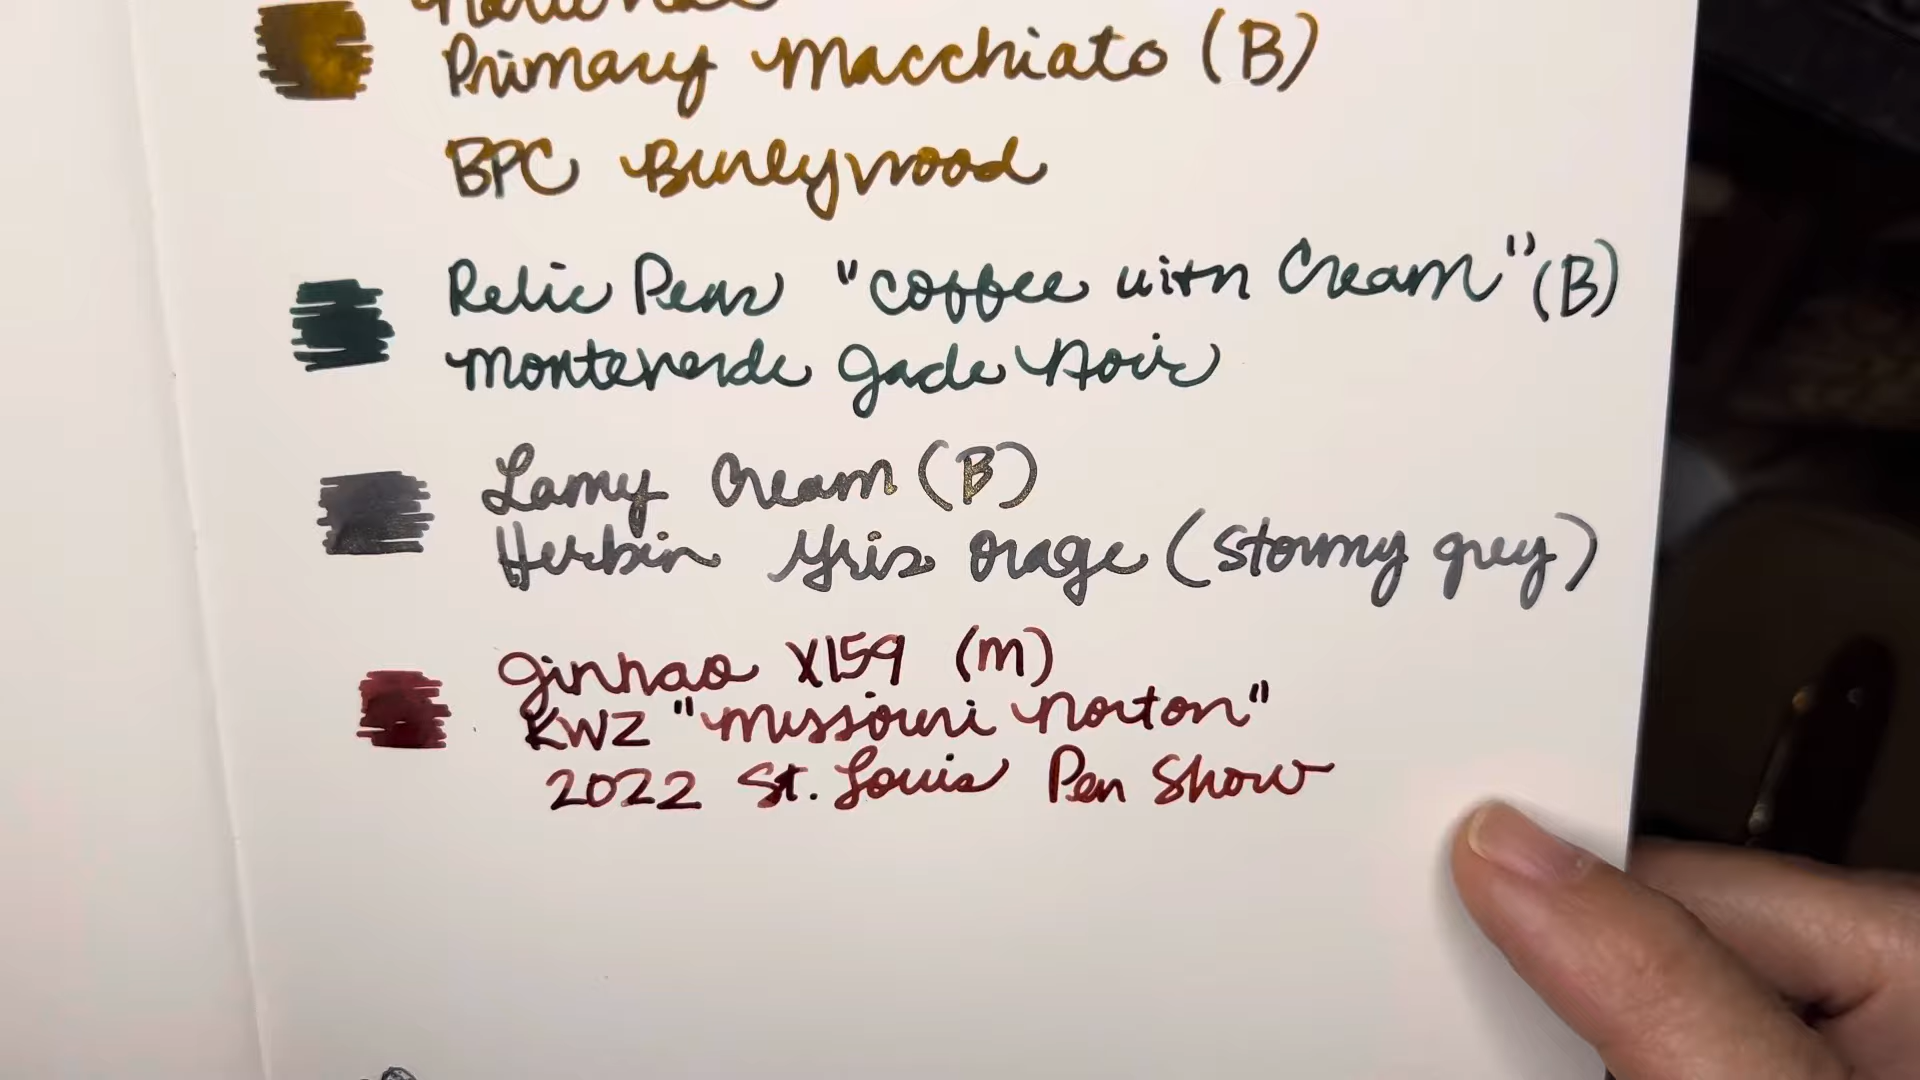 Primary Macchiato (B)
BPC Burlywood
Relic Pens "Coffee with Cream" (B)
Monteverde Jade Noir
Lamy Cream (B)
Herbin Gris Orage (Stormy grey)
Jinhao X159 (M)
KWZ "Missouri Norton"
2022 St. Louis Pen Show